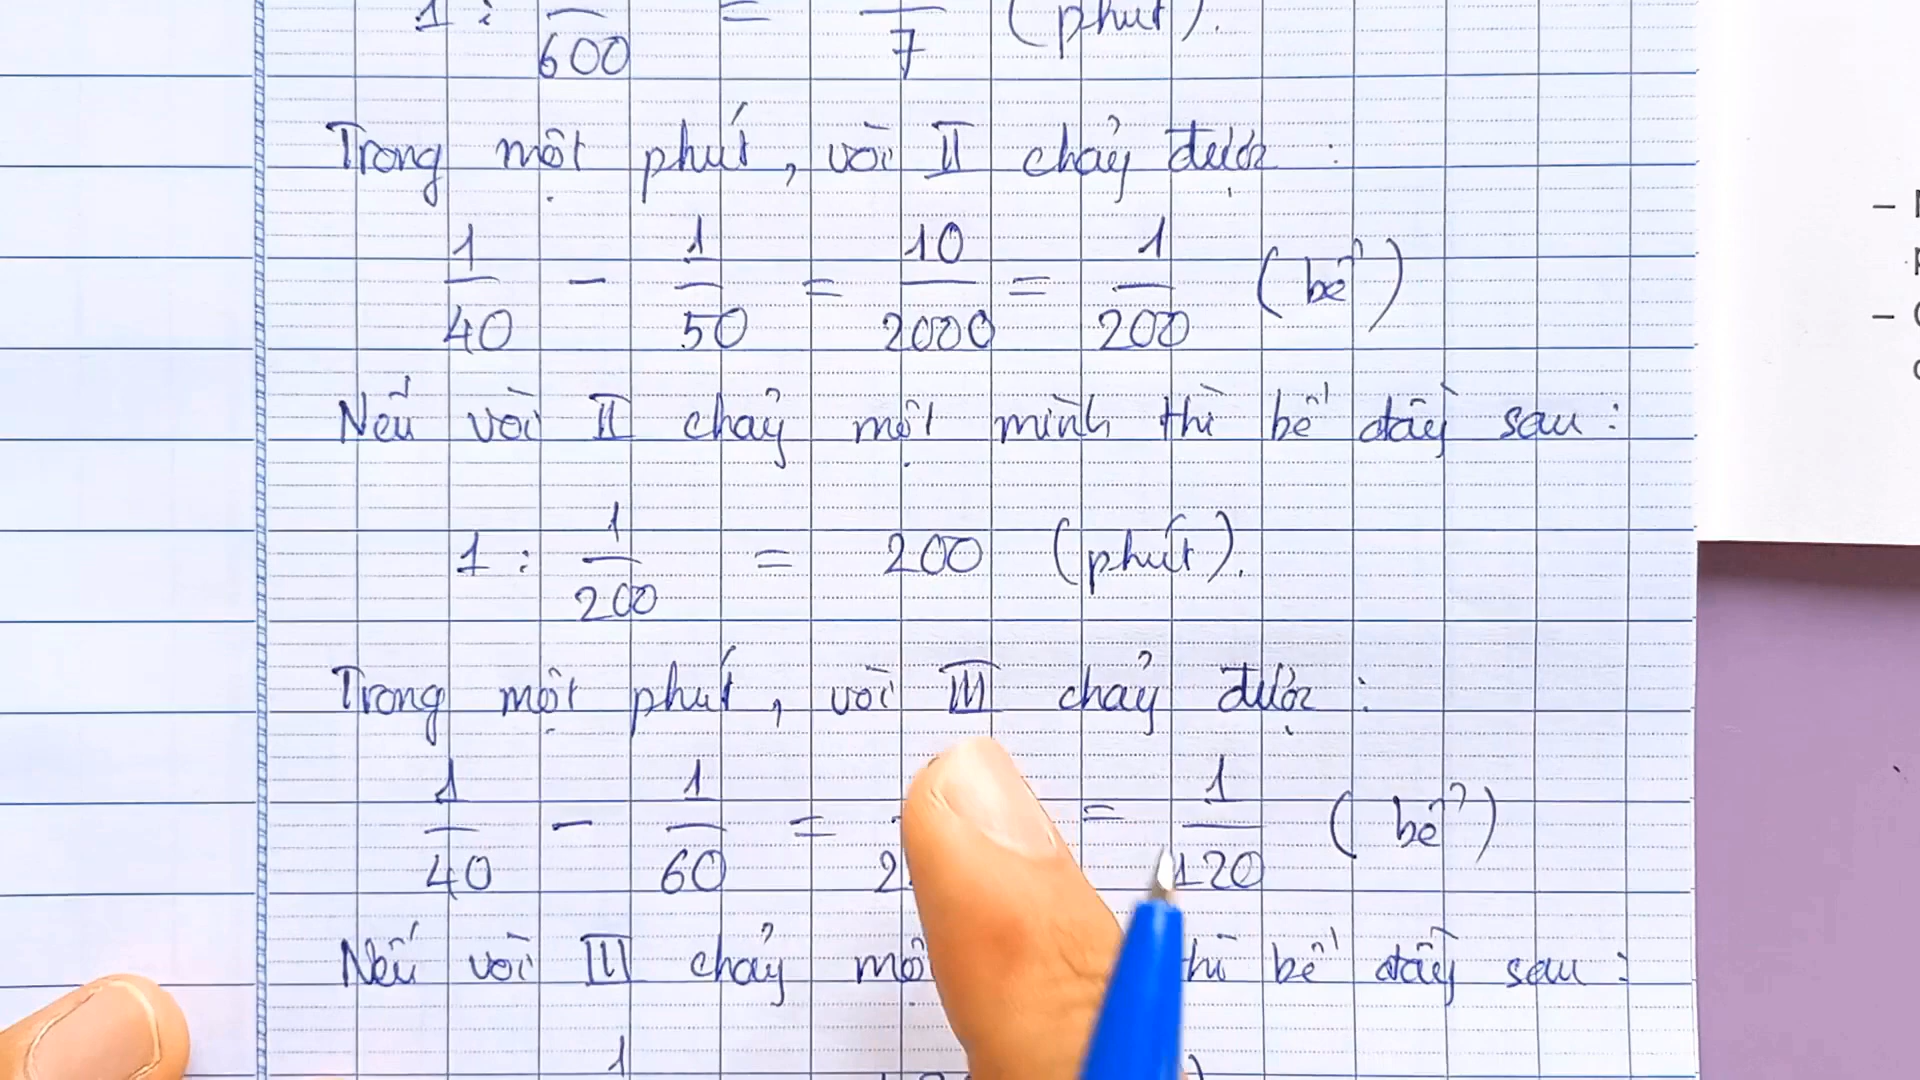 1 : /600 = /7 (phút).
Trong một phút, vòi II chảy được :
1/40 - 1/50 = 10/2000 = 1/200 (bể)
Nếu vòi II chảy một mình thì bể đầy sau :
1 : 1/200 = 200 (phút).
Trong một phút, vòi III chảy được :
1/40 - 1/60 = = 1/120 (bể)
Nếu vòi III chảy thì bể đầy sau :
1